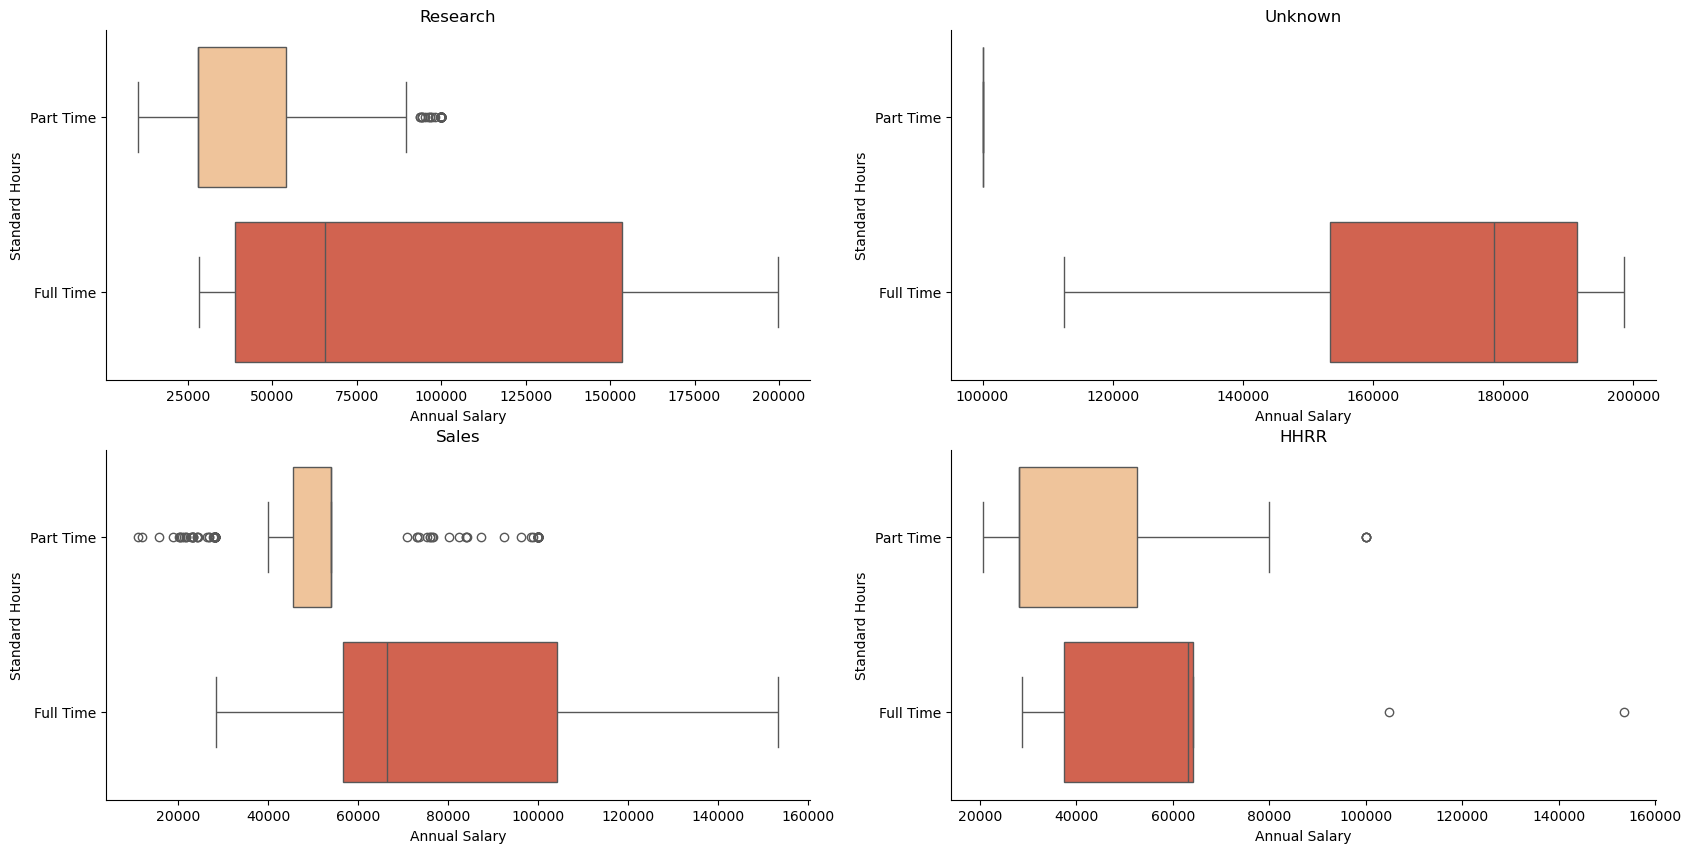 Research
Part Time
Full Time
Standard Hours
25000 50000 75000 100000 125000 150000 175000 200000
Annual Salary
Unknown
Part Time
Full Time
Standard Hours
100000 120000 140000 160000 180000 200000
Annual Salary
Sales
Part Time
Full Time
Standard Hours
20000 40000 60000 80000 100000 120000 140000 160000
Annual Salary
HHRR
Part Time
Full Time
Standard Hours
20000 40000 60000 80000 100000 120000 140000 160000
Annual Salary